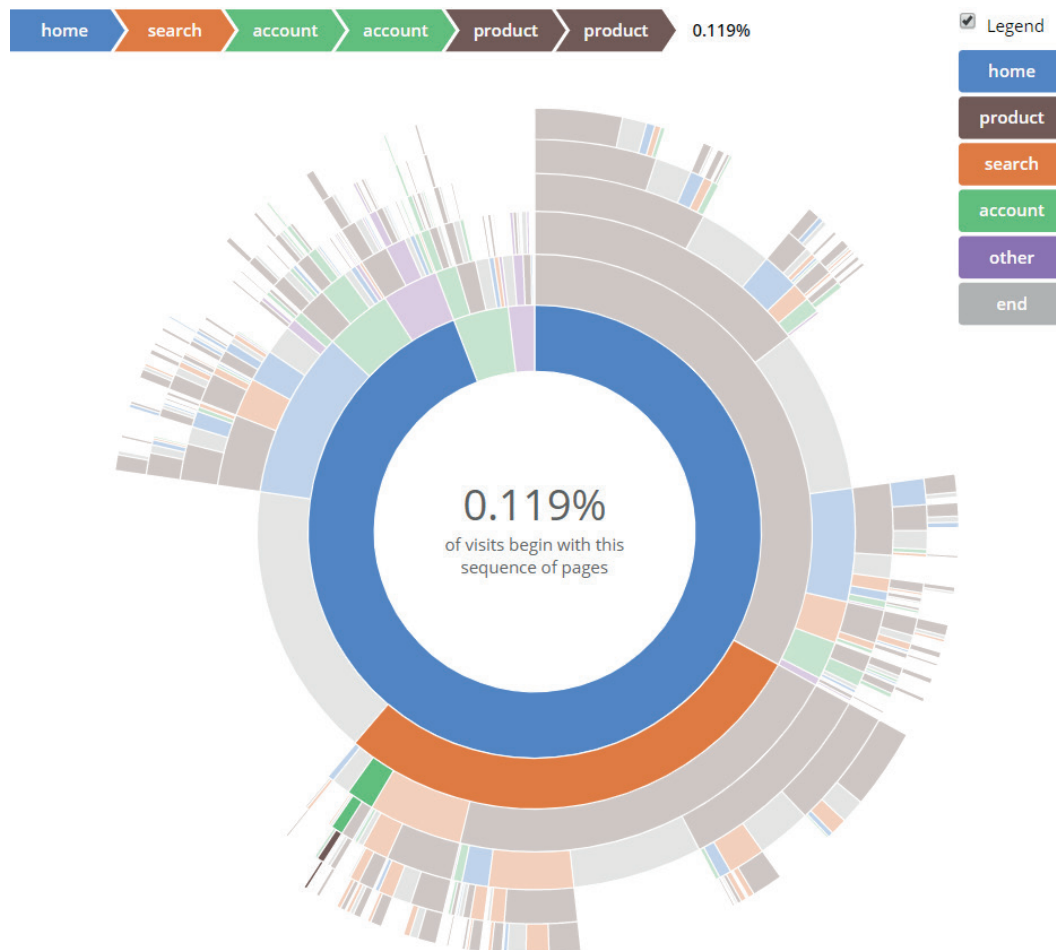 home search account account product product 0.119%
Legend
home
product
search
account
other
end
0.119%
of visits begin with this
sequence of pages